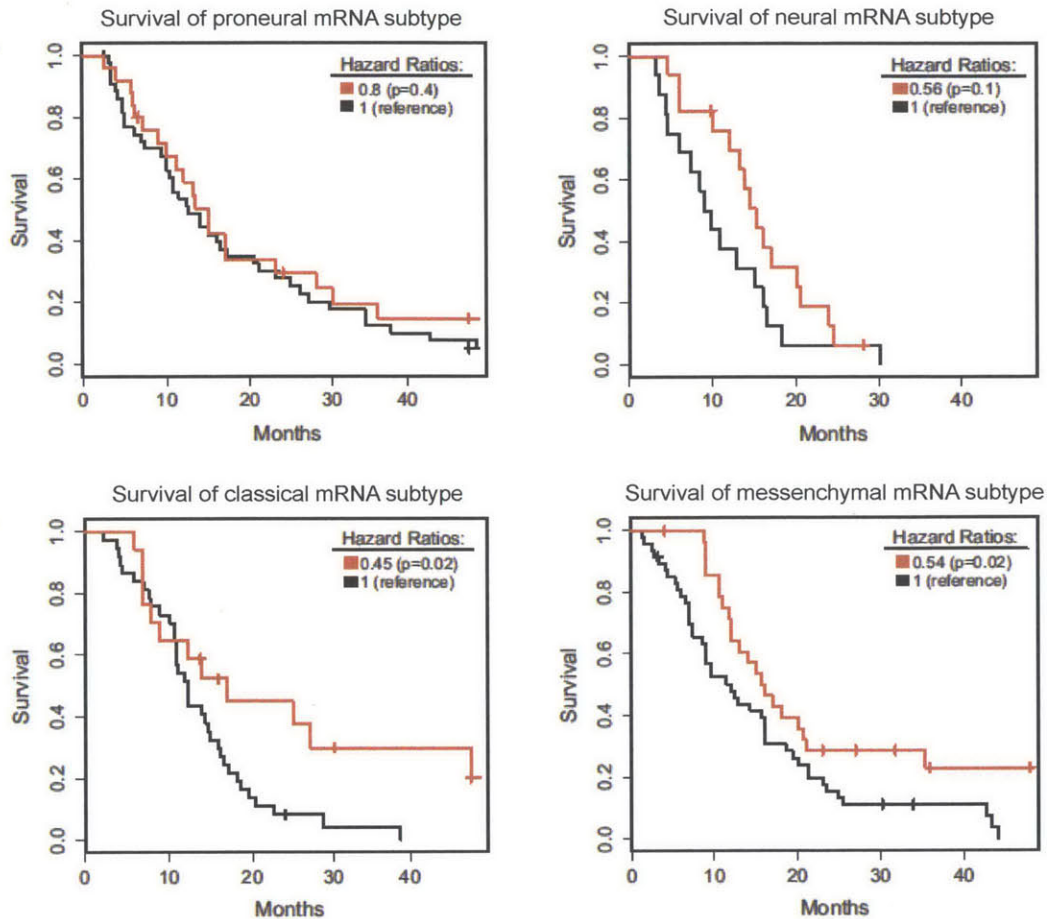 Survival of proneural mRNA subtype
Hazard Ratios:
0.8 (p=0.4)
1 (reference)
Survival
0.0 0.2 0.4 0.6 0.8 1.0
0 10 20 30 40
Months
Survival of neural mRNA subtype
Hazard Ratios:
0.56 (p=0.1)
1 (reference)
Survival
0.0 0.2 0.4 0.6 0.8 1.0
0 10 20 30 40
Months
Survival of classical mRNA subtype
Hazard Ratios:
0.45 (p=0.02)
1 (reference)
Survival
0.0 0.2 0.4 0.6 0.8 1.0
0 10 20 30 40
Months
Survival of messenchymal mRNA subtype
Hazard Ratios:
0.54 (p=0.02)
1 (reference)
Survival
0.0 0.2 0.4 0.6 0.8 1.0
0 10 20 30 40
Months